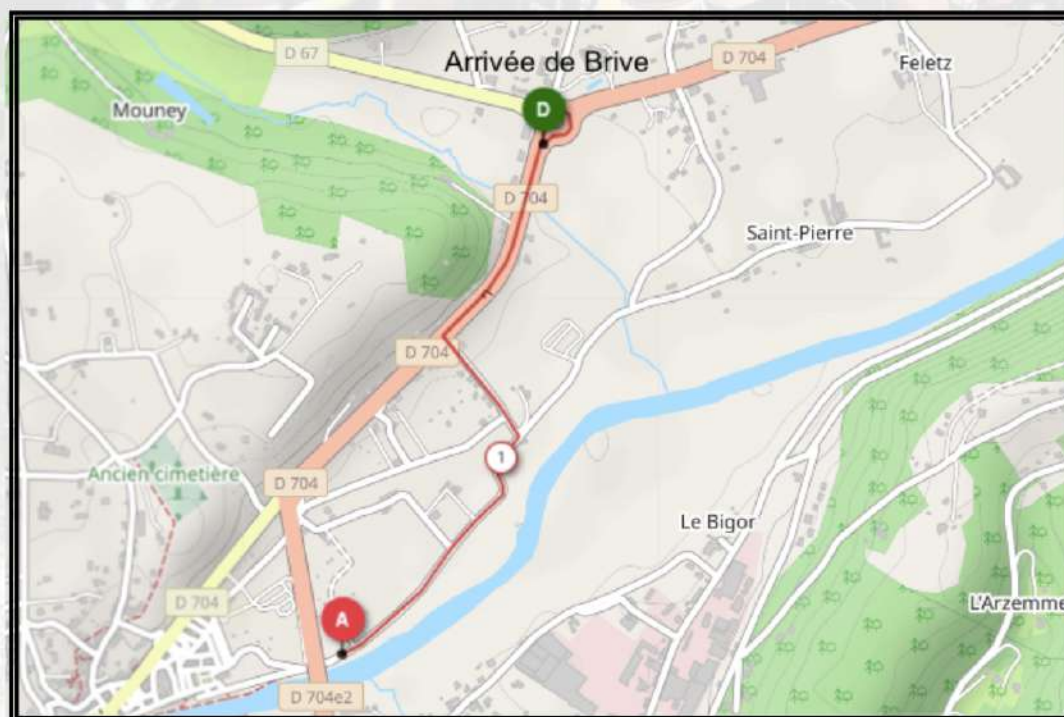 D 67
Arrivée de Brive
D 704
Feletz
D
Mouney
D 704
Saint-Pierre
D 704
1
Ancien cimetière
D 704
Le Bigor
D 704
A
L'Arzemme
D 704e2